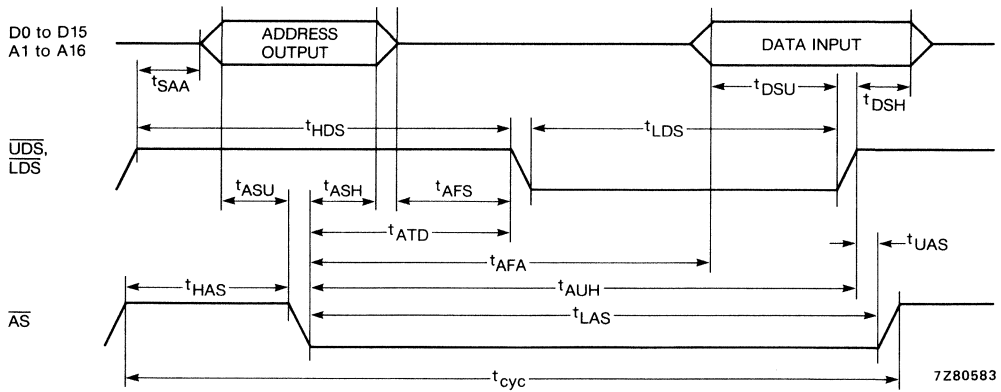 D0 to D15
A1 to A16
ADDRESS
OUTPUT
DATA INPUT
tSAA
tDSU
tDSH
tHDS
tLDS
UDS,
LDS
tASU
tASH
tAFS
tATD
tUAS
tAFA
tHAS
tAUH
tLAS
AS
tcyc
7Z80583